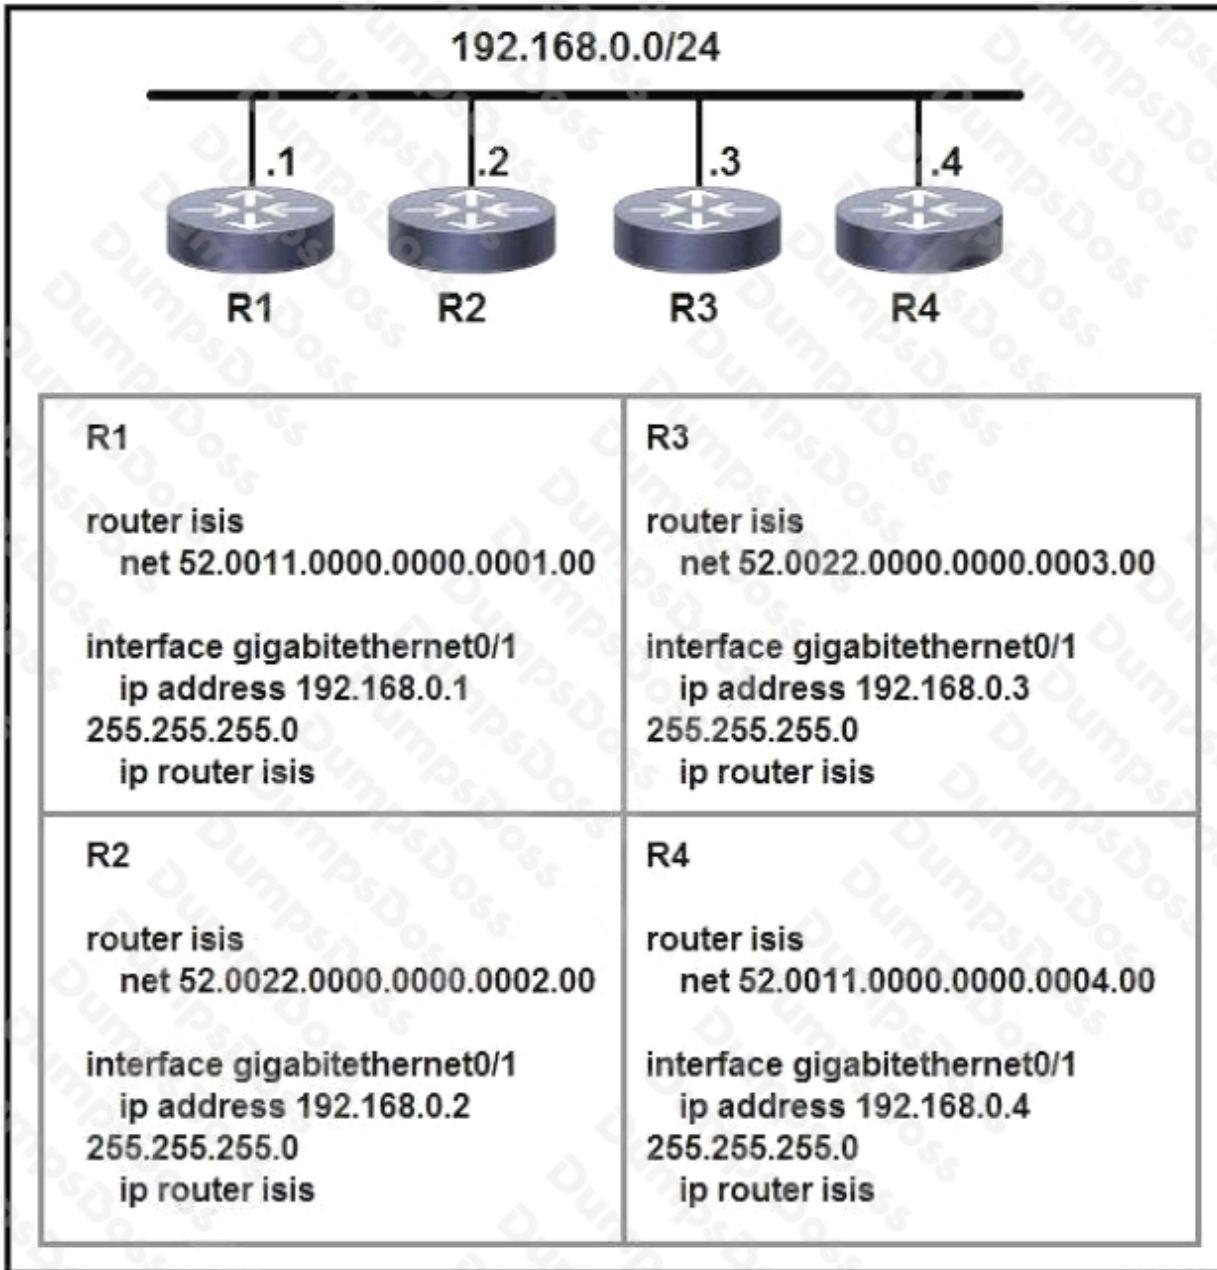 192.168.0.0/24
.1
.2
.3
.4
R1
R2
R3
R4
R1
router isis
net 52.0011.0000.0000.0001.00
interface gigabitethernet0/1
ip address 192.168.0.1
255.255.255.0
ip router isis
R3
router isis
net 52.0022.0000.0000.0003.00
interface gigabitethernet0/1
ip address 192.168.0.3
255.255.255.0
ip router isis
R2
router isis
net 52.0022.0000.0000.0002.00
interface gigabitethernet0/1
ip address 192.168.0.2
255.255.255.0
ip router isis
R4
router isis
net 52.0011.0000.0000.0004.00
interface gigabitethernet0/1
ip address 192.168.0.4
255.255.255.0
ip router isis
DumpsDoss